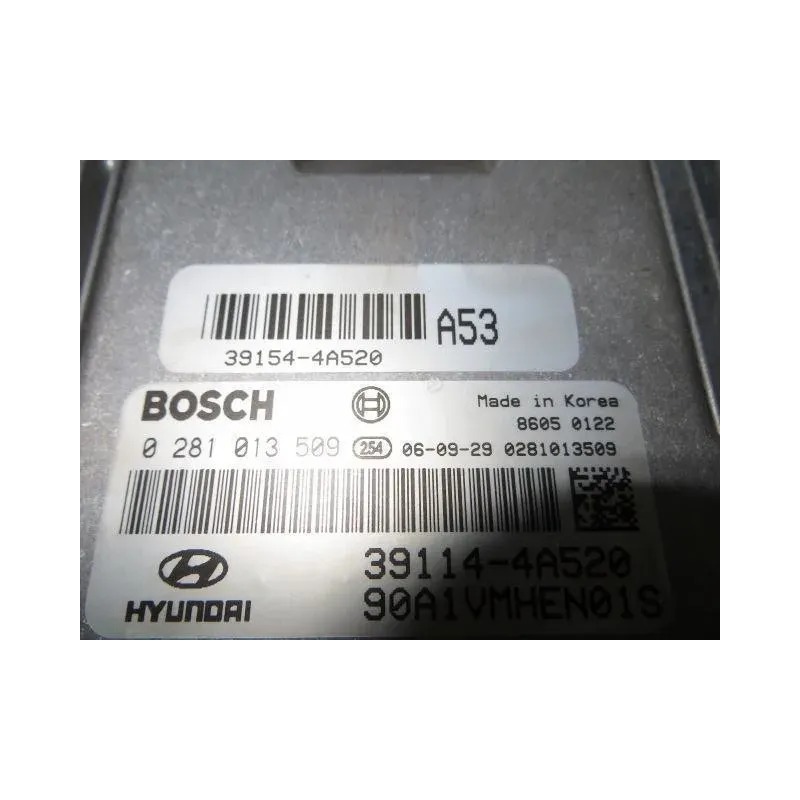 A53
39154-4A520
BOSCH
Made in Korea
8605 0122
0 281 013 509 254 06-09-29 0281013509
39114-4A520
HYUNDAI 90A1VMHEN01S